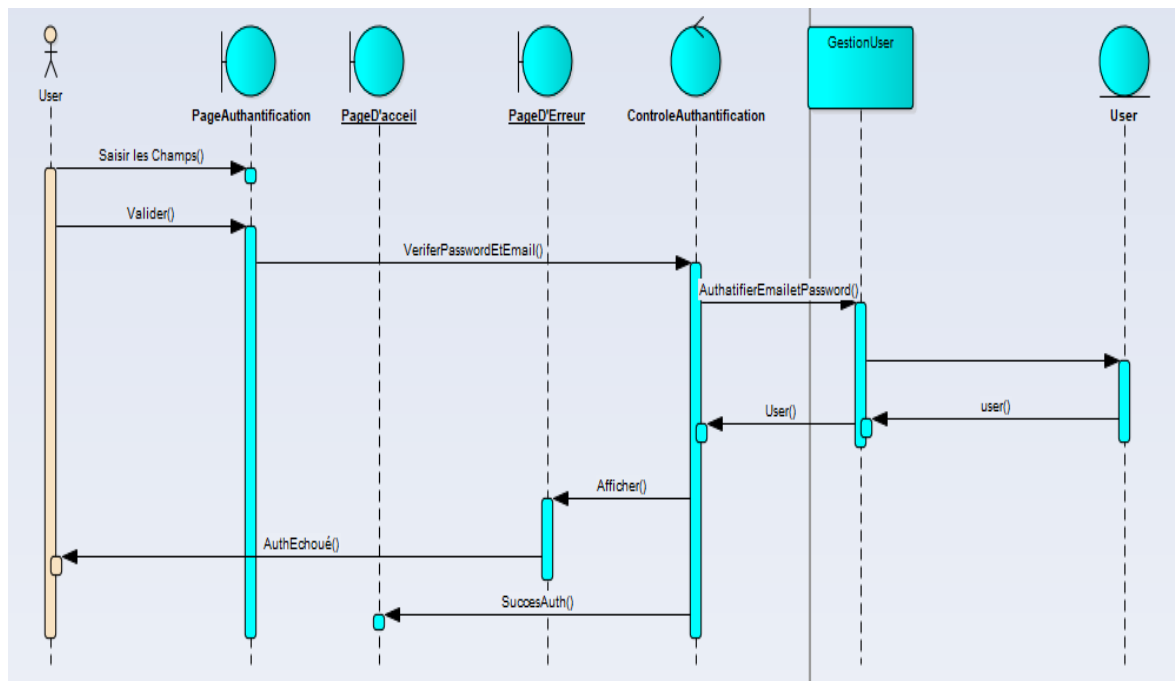 GestionUser
User
PageAuthantification
PageD'acceil
PageD'Erreur
ControleAuthantification
User
Saisir les Champs()
Valider()
VeriferPasswordEtEmail()
AuthatifierEmailetPassword()
user()
User()
Afficher()
AuthEchoué()
SuccesAuth()